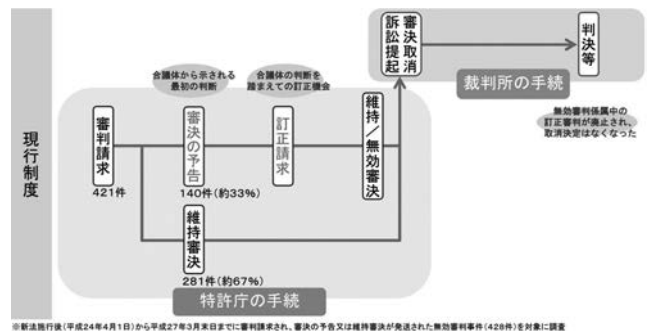 現行制度
合議体から示される
最初の判断
合議体の判断を
踏まえての訂正機会
審判請求
421件
審決の予告
140件(約33%)
訂正請求
維持/無効審決
維持審決
281件(約67%)
特許庁の手続
審決取消
訴訟提起
判決等
裁判所の手続
無効審判係属中の
訂正審判が廃止され、
取消決定はなくなった
※新法施行後(平成24年4月1日)から平成27年3月末日までに審判請求され、審決の予告又は維持審決が発送された無効審判事件(428件)を対象に調査